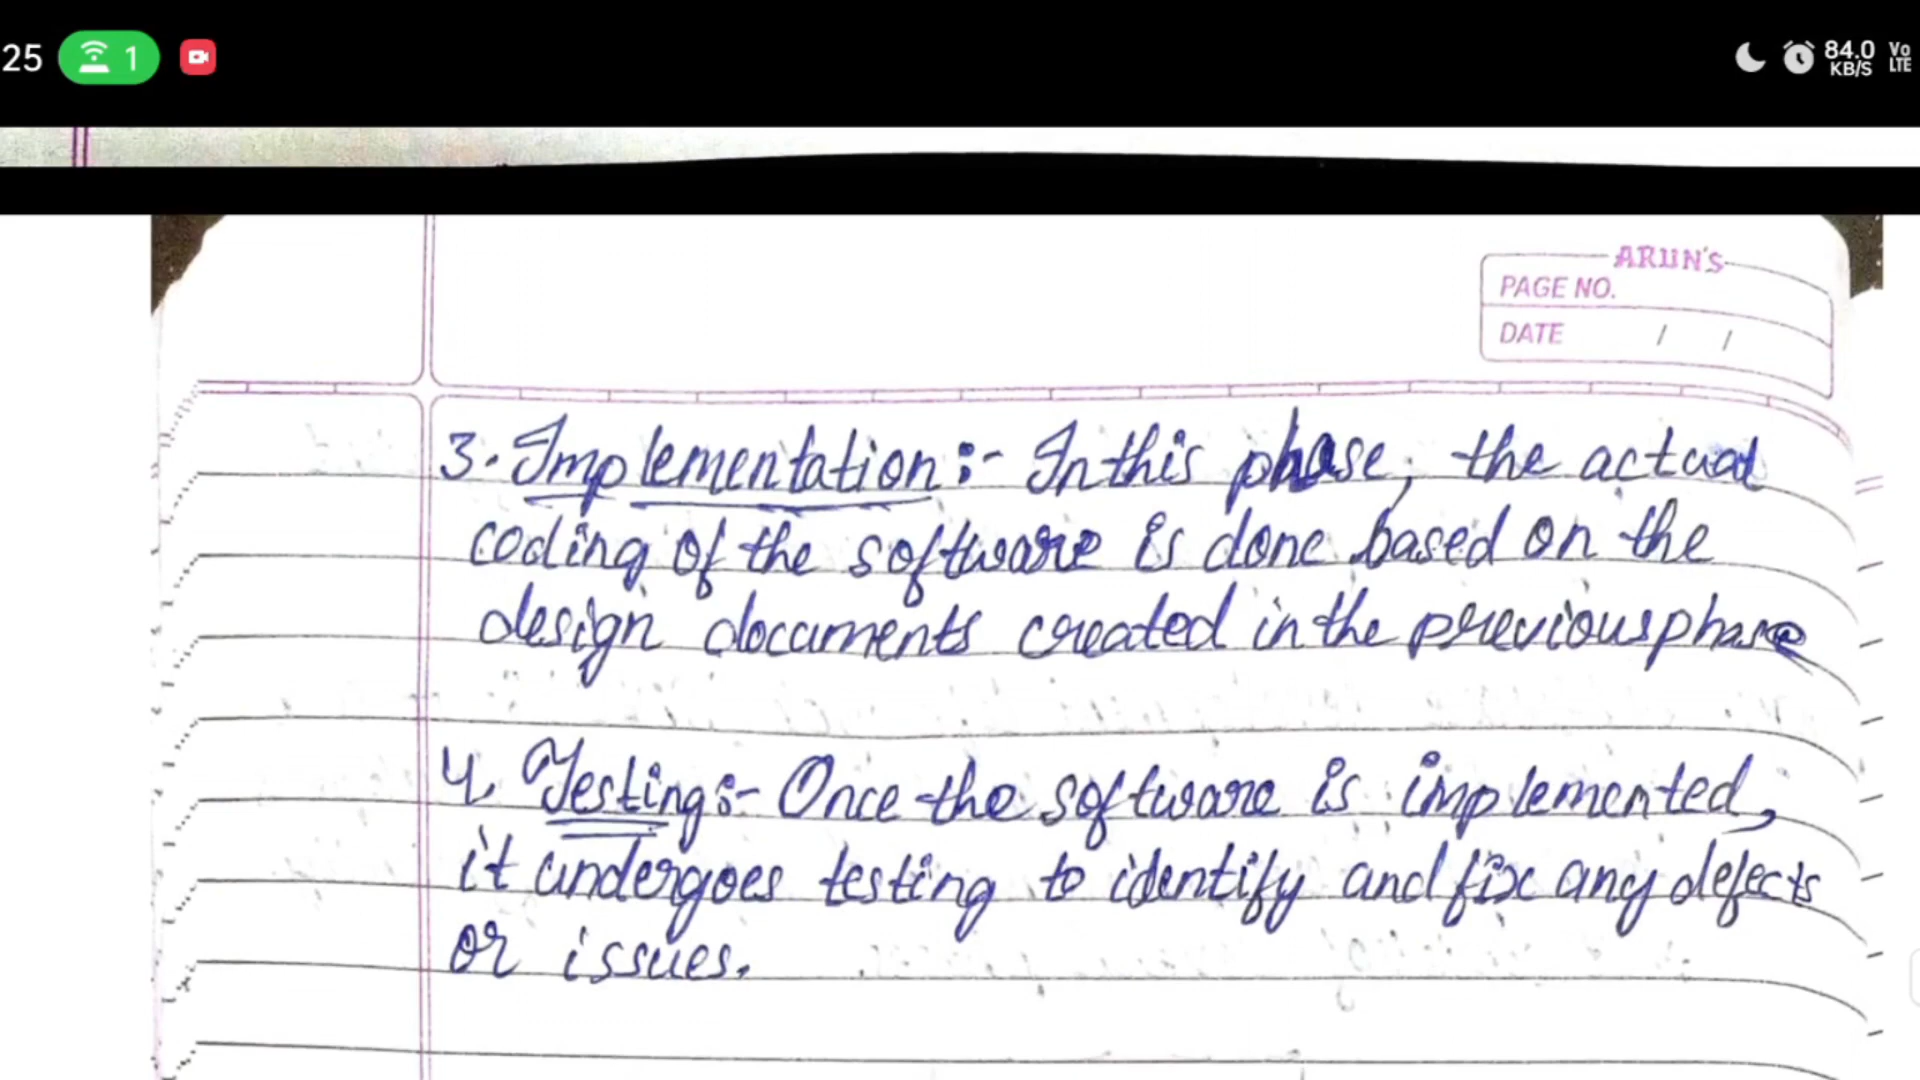 25 1 84.0 KB/S Vo LTE
ARUN'S
PAGE NO.
DATE / /
3. Implementation :- In this phase, the actual
coding of the software is done based on the
design documents created in the previous phase
4. Testing :- Once the software is implemented,
it undergoes testing to identify and fix any defects
or issues.